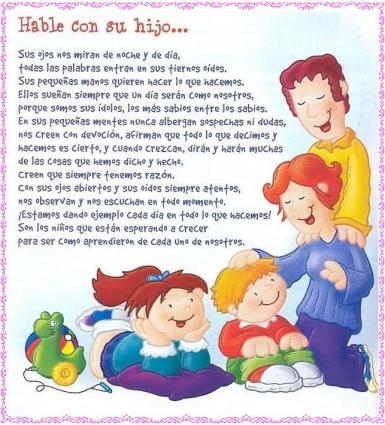 Hable con su hijo...
Sus ojos nos miran de noche y de día,
todas las palabras entran en sus tiernos oídos.
Sus pequeñas manos quieren hacer lo que hacemos.
Ellos sueñan siempre que un día serán como nosotros,
porque somos sus ídolos, los más sabios entre los sabios.
En sus pequeñas mentes nunca albergan sospechas ni dudas,
nos creen con devoción, afirman que todo lo que decimos y
hacemos es cierto, y cuando crezcan, dirán y harán muchas
de las cosas que hemos dicho y hecho.
Creen que siempre tenemos razón.
Con sus ojos abiertos y sus oídos siempre atentos,
nos observan y nos escuchan en todo momento.
¡Estamos dando ejemplo cada día en todo lo que hacemos!
Son los niños que están esperando a crecer
para ser como aprendieron de cada uno de nosotros.